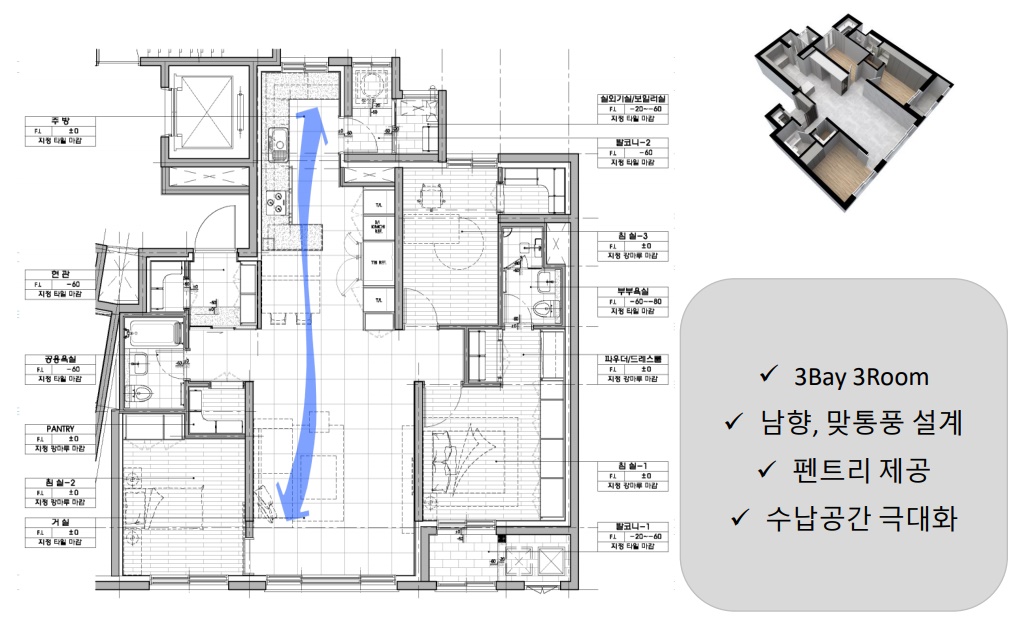 주 방
F.L ±0
지정 타일 마감
현 관
F.L -60
지정 타일 마감
공용욕실
F.L -60
지정 타일 마감
PANTRY
F.L ±0
지정 강마루 마감
침 실-2
F.L ±0
지정 강마루 마감
거 실
F.L ±0
지정 타일 마감
실외기실/보일러실
F.L -20~-60
지정 타일 마감
발코니-2
F.L -60
지정 타일 마감
침 실-3
F.L ±0
지정 강마루 마감
부부욕실
F.L -60~-80
지정 타일 마감
파우더/드레스룸
F.L ±0
지정 강마루 마감
침 실-1
F.L ±0
지정 강마루 마감
발코니-1
F.L -20~-60
지정 타일 마감
✓ 3Bay 3Room
✓ 남향, 맞통풍 설계
✓ 펜트리 제공
✓ 수납공간 극대화